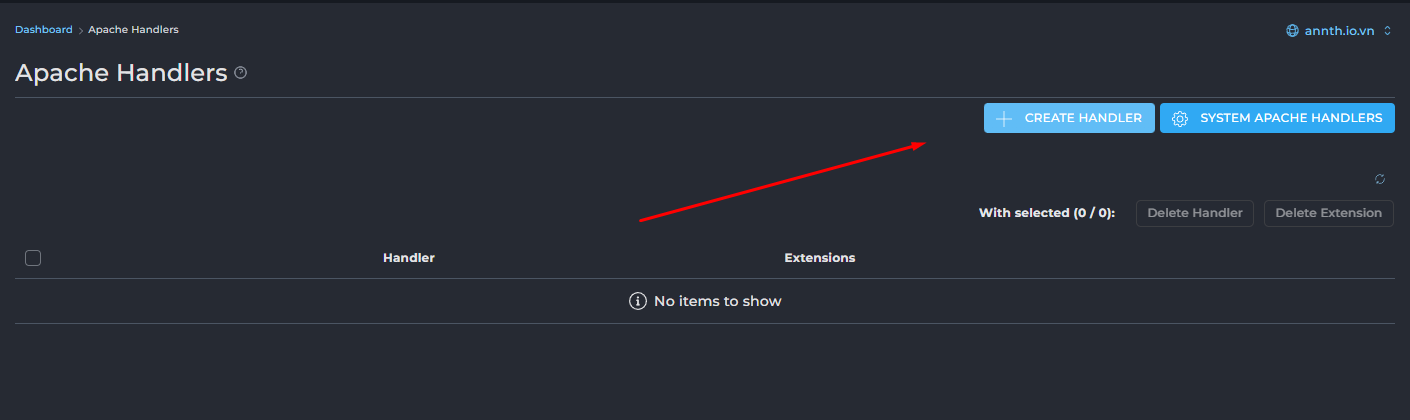 Dashboard > Apache Handlers
annth.io.vn
Apache Handlers
CREATE HANDLER
SYSTEM APACHE HANDLERS
With selected (0 / 0):
Delete Handler
Delete Extension
Handler
Extensions
No items to show